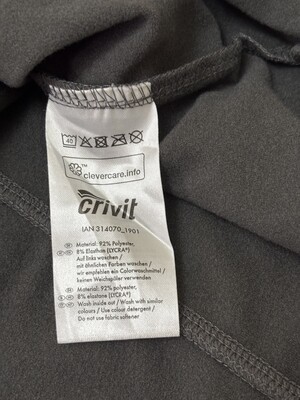 40
TM
clevercare.info
crivit
IAN 314070_1901
Material: 92% Polyester,
8% Elasthan (LYCRA®)
Auf links waschen /
mit ähnlichen Farben waschen /
wir empfehlen ein Colorwaschmittel /
keinen Weichspüler verwenden
Material: 92% polyester,
8% elastane (LYCRA®)
Wash inside out / Wash with similar
colours / Use colour detergent /
Do not use fabric softener